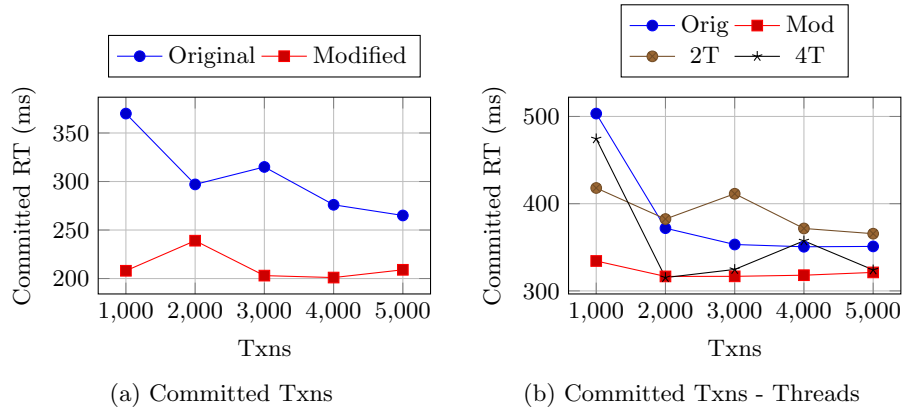 Original Modified
350
300
250
200
Committed RT (ms)
1,000 2,000 3,000 4,000 5,000
Txns
(a) Committed Txns
Orig Mod
2T 4T
500
400
300
Committed RT (ms)
1,000 2,000 3,000 4,000 5,000
Txns
(b) Committed Txns - Threads